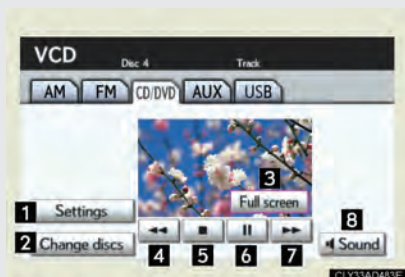 VCD
Disc 4 Track
AM FM CD/DVD AUX USB
3
Full screen
1 Settings
8
2 Change discs
Sound
4 5 6 7
CLY33AD483E